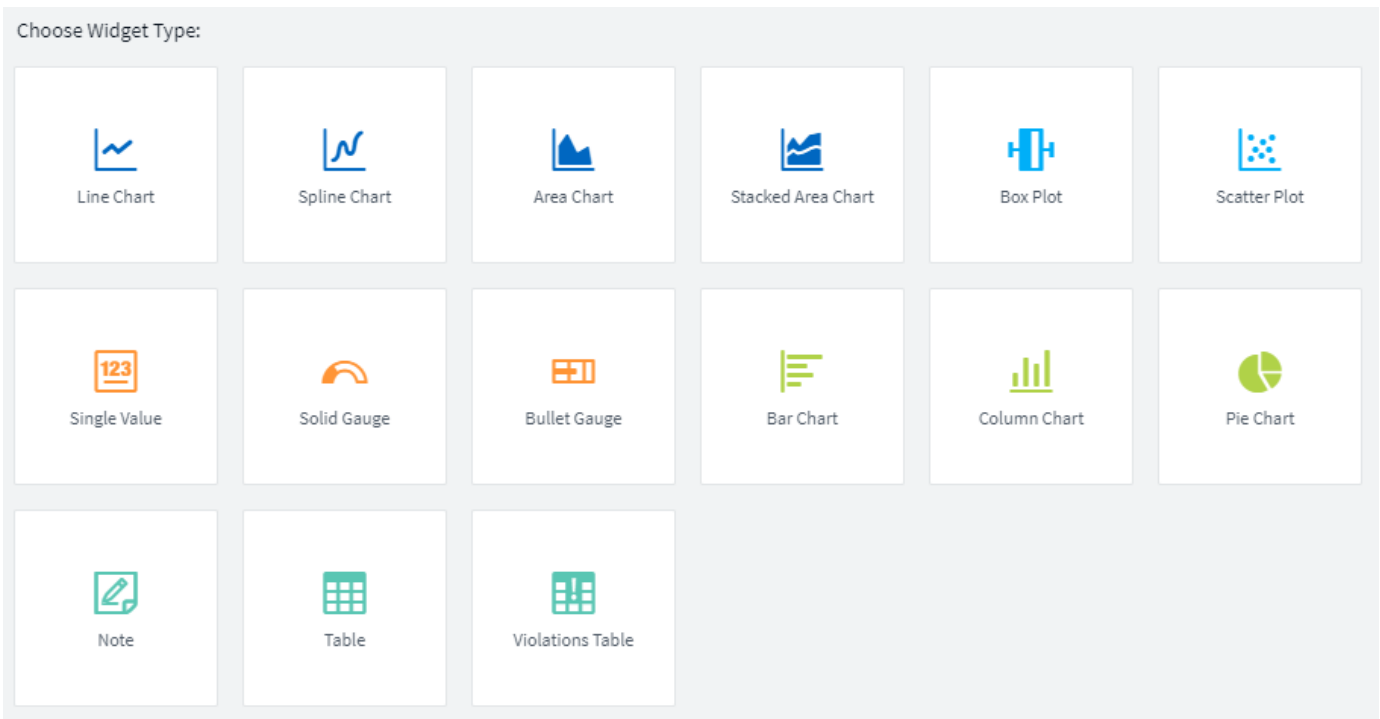 Choose Widget Type:
Line Chart
Spline Chart
Area Chart
Stacked Area Chart
Box Plot
Scatter Plot
123
Single Value
Solid Gauge
Bullet Gauge
Bar Chart
Column Chart
Pie Chart
Note
Table
!
Violations Table